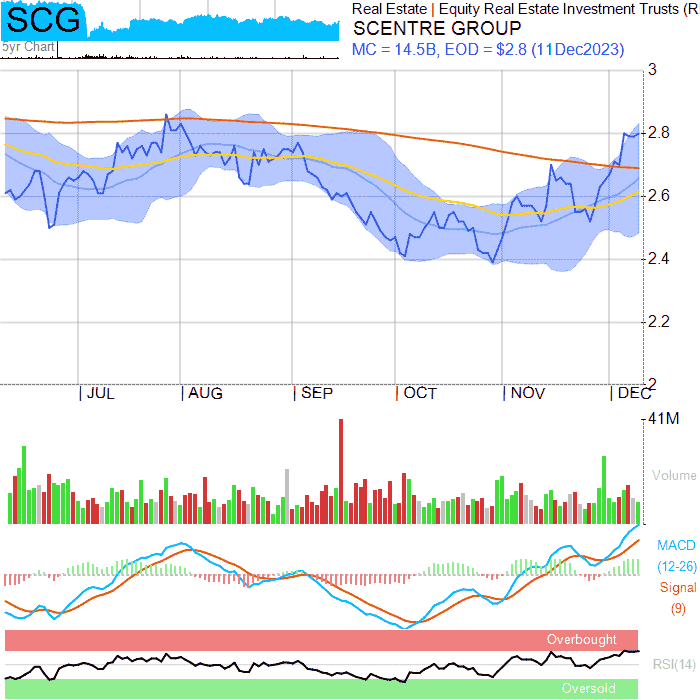 SCG
5yr Chart
Real Estate | Equity Real Estate Investment Trusts (R
SCENTRE GROUP
MC = 14.5B, EOD = $2.8 (11Dec2023)
3
2.8
2.6
2.4
2.2
2
JUL
AUG
SEP
OCT
NOV
DEC
41M
Volume
MACD
(12-26)
Signal
(9)
Overbought
RSI(14)
Oversold